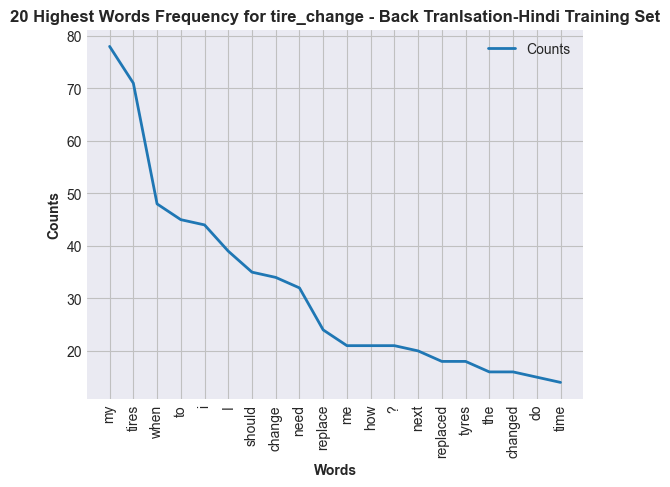 20 Highest Words Frequency for tire_change - Back Tranlsation-Hindi Training Set
Counts
80
70
60
50
40
30
20
Counts
my
tires
when
to
i
I
should
change
need
replace
me
how
?
next
replaced
tyres
the
changed
do
time
Words